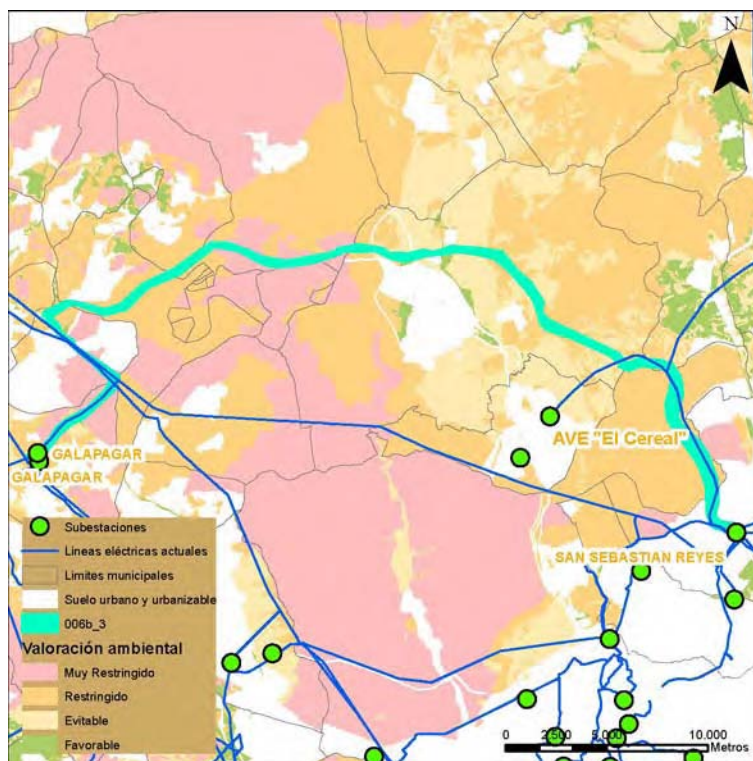 N
AVE "El Cereal"
GALAPAGAR
GALAPAGAR
SAN SEBASTIAN REYES
Subestaciones
Lineas eléctricas actuales
Limites municipales
Suelo urbano y urbanizable
006b_3
Valoración ambiental
Muy Restringido
Restringido
Evitable
Favorable
0 2.500 5.000 10.000
Metros